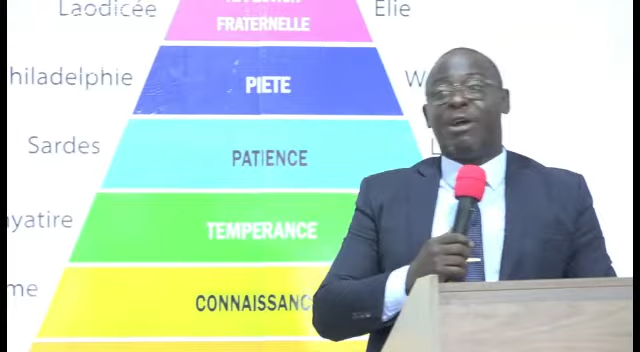 Laodicée
FRATERNELLE
Elie
hiladelphie
PIETE
W
Sardes
PATIENCE
L
yatire
TEMPERANCE
me
CONNAISSANC